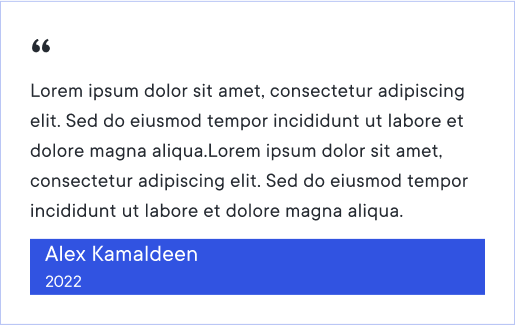 “
Lorem ipsum dolor sit amet, consectetur adipiscing
elit. Sed do eiusmod tempor incididunt ut labore et
dolore magna aliqua.Lorem ipsum dolor sit amet,
consectetur adipiscing elit. Sed do eiusmod tempor
incididunt ut labore et dolore magna aliqua.
Alex Kamaldeen
2022